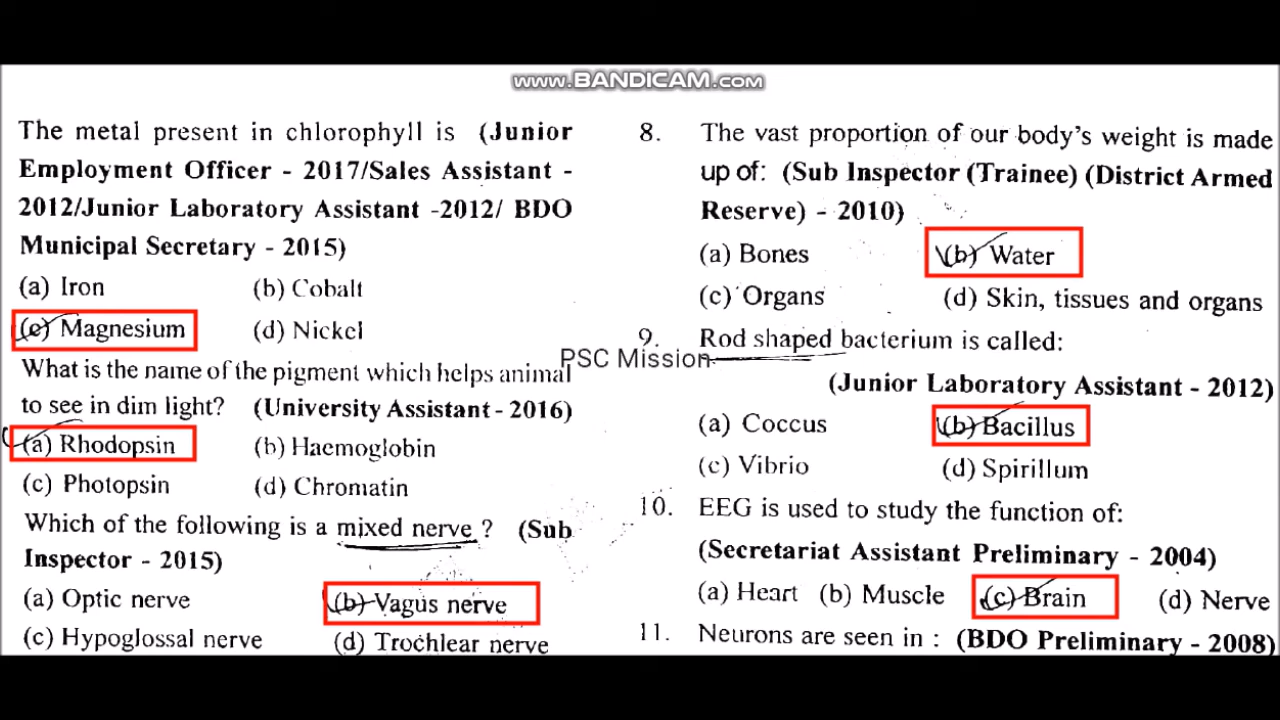 www.BANDICAM.com
The metal present in chlorophyll is (Junior
Employment Officer - 2017/Sales Assistant -
2012/Junior Laboratory Assistant -2012/ BDO
Municipal Secretary - 2015)
(a) Iron (b) Cobalt
(c) Magnesium (d) Nickel
What is the name of the pigment which helps animal
to see in dim light? (University Assistant - 2016)
(a) Rhodopsin (b) Haemoglobin
(c) Photopsin (d) Chromatin
Which of the following is a mixed nerve ? (Sub
Inspector - 2015)
(a) Optic nerve (b) Vagus nerve
(c) Hypoglossal nerve (d) Trochlear nerve
PSC Mission
8. The vast proportion of our body's weight is made
up of: (Sub Inspector (Trainee) (District Armed
Reserve) - 2010)
(a) Bones (b) Water
(c) Organs (d) Skin, tissues and organs
9. Rod shaped bacterium is called:
(Junior Laboratory Assistant - 2012)
(a) Coccus (b) Bacillus
(c) Vibrio (d) Spirillum
10. EEG is used to study the function of:
(Secretariat Assistant Preliminary - 2004)
(a) Heart (b) Muscle (c) Brain (d) Nerve
11. Neurons are seen in : (BDO Preliminary - 2008)